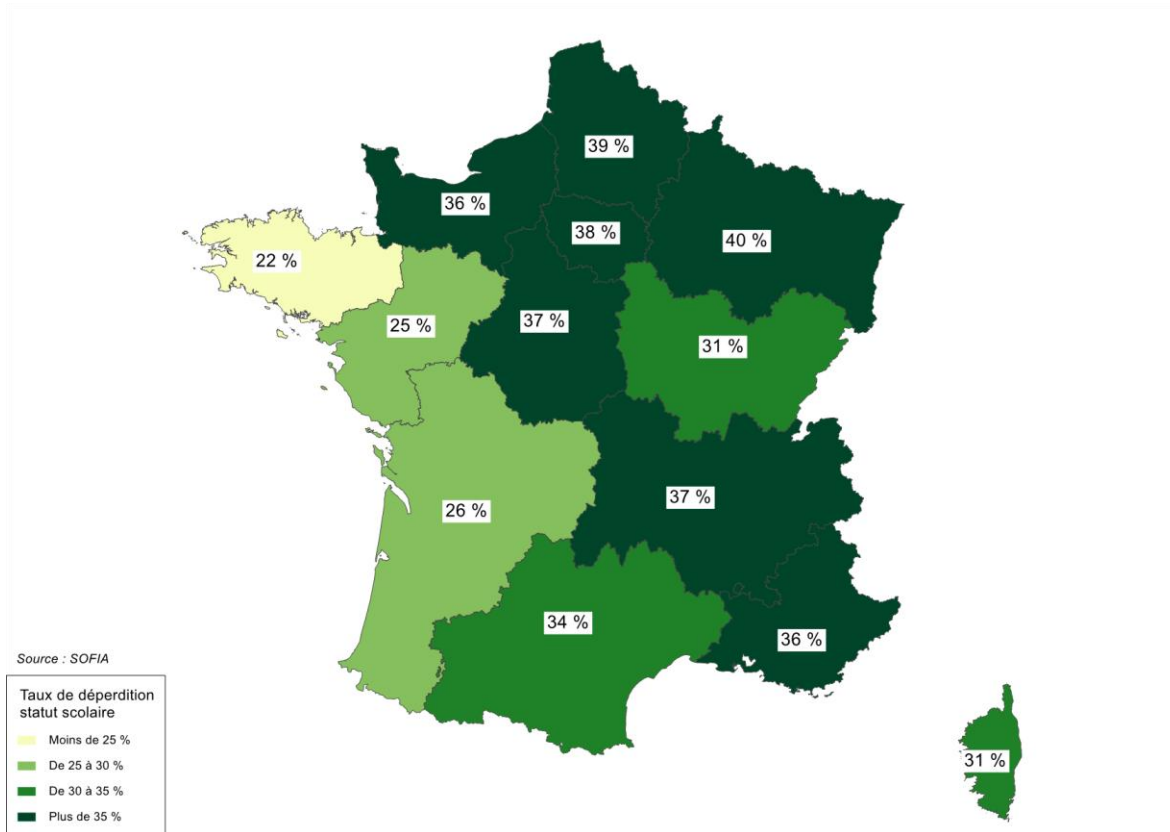 39 %
36 %
38 %
40 %
22 %
25 %
37 %
31 %
26 %
37 %
34 %
36 %
31 %
Source : SOFIA
Taux de déperdition
statut scolaire
Moins de 25 %
De 25 à 30 %
De 30 à 35 %
Plus de 35 %